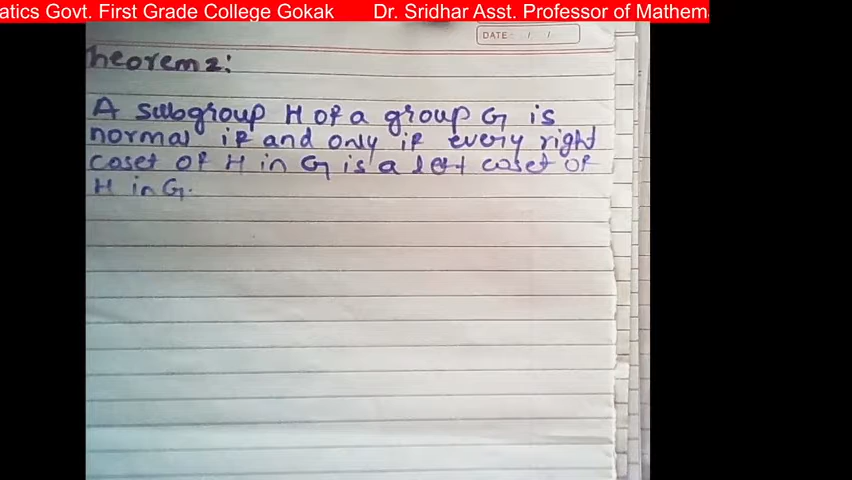 atics Govt. First Grade College Gokak Dr. Sridhar Asst. Professor of Mathem
DATE / /
heorem 2:
A subgroup H of a group G is
normal if and only if every right
coset of H in G is a left coset of
H in G.